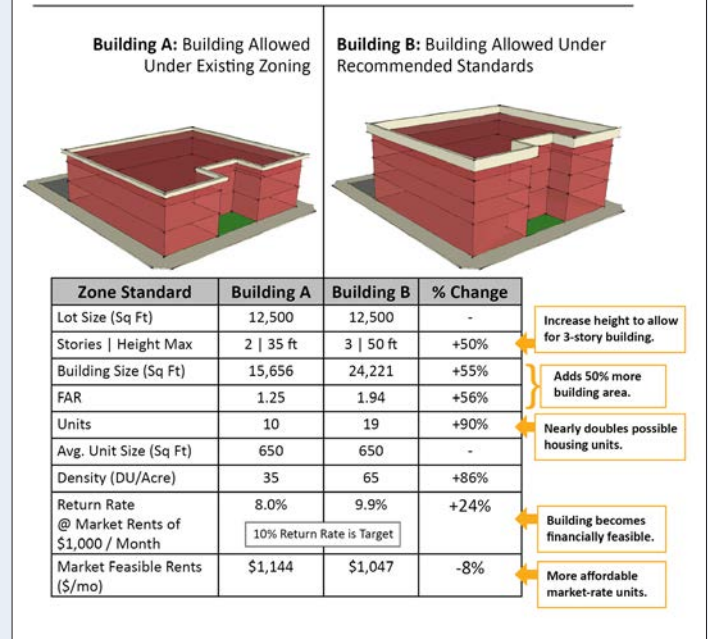 Building A: Building Allowed
Under Existing Zoning
Building B: Building Allowed Under
Recommended Standards
Zone Standard Building A Building B % Change
Lot Size (Sq Ft) 12,500 12,500 -
Stories | Height Max 2 | 35 ft 3 | 50 ft +50%
Building Size (Sq Ft) 15,656 24,221 +55%
FAR 1.25 1.94 +56%
Units 10 19 +90%
Avg. Unit Size (Sq Ft) 650 650 -
Density (DU/Acre) 35 65 +86%
Return Rate 8.0% 9.9% +24%
@ Market Rents of
$1,000 / Month
10% Return Rate is Target
Market Feasible Rents $1,144 $1,047 -8%
($/mo)
Increase height to allow
for 3-story building.
Adds 50% more
building area.
Nearly doubles possible
housing units.
Building becomes
financially feasible.
More affordable
market-rate units.